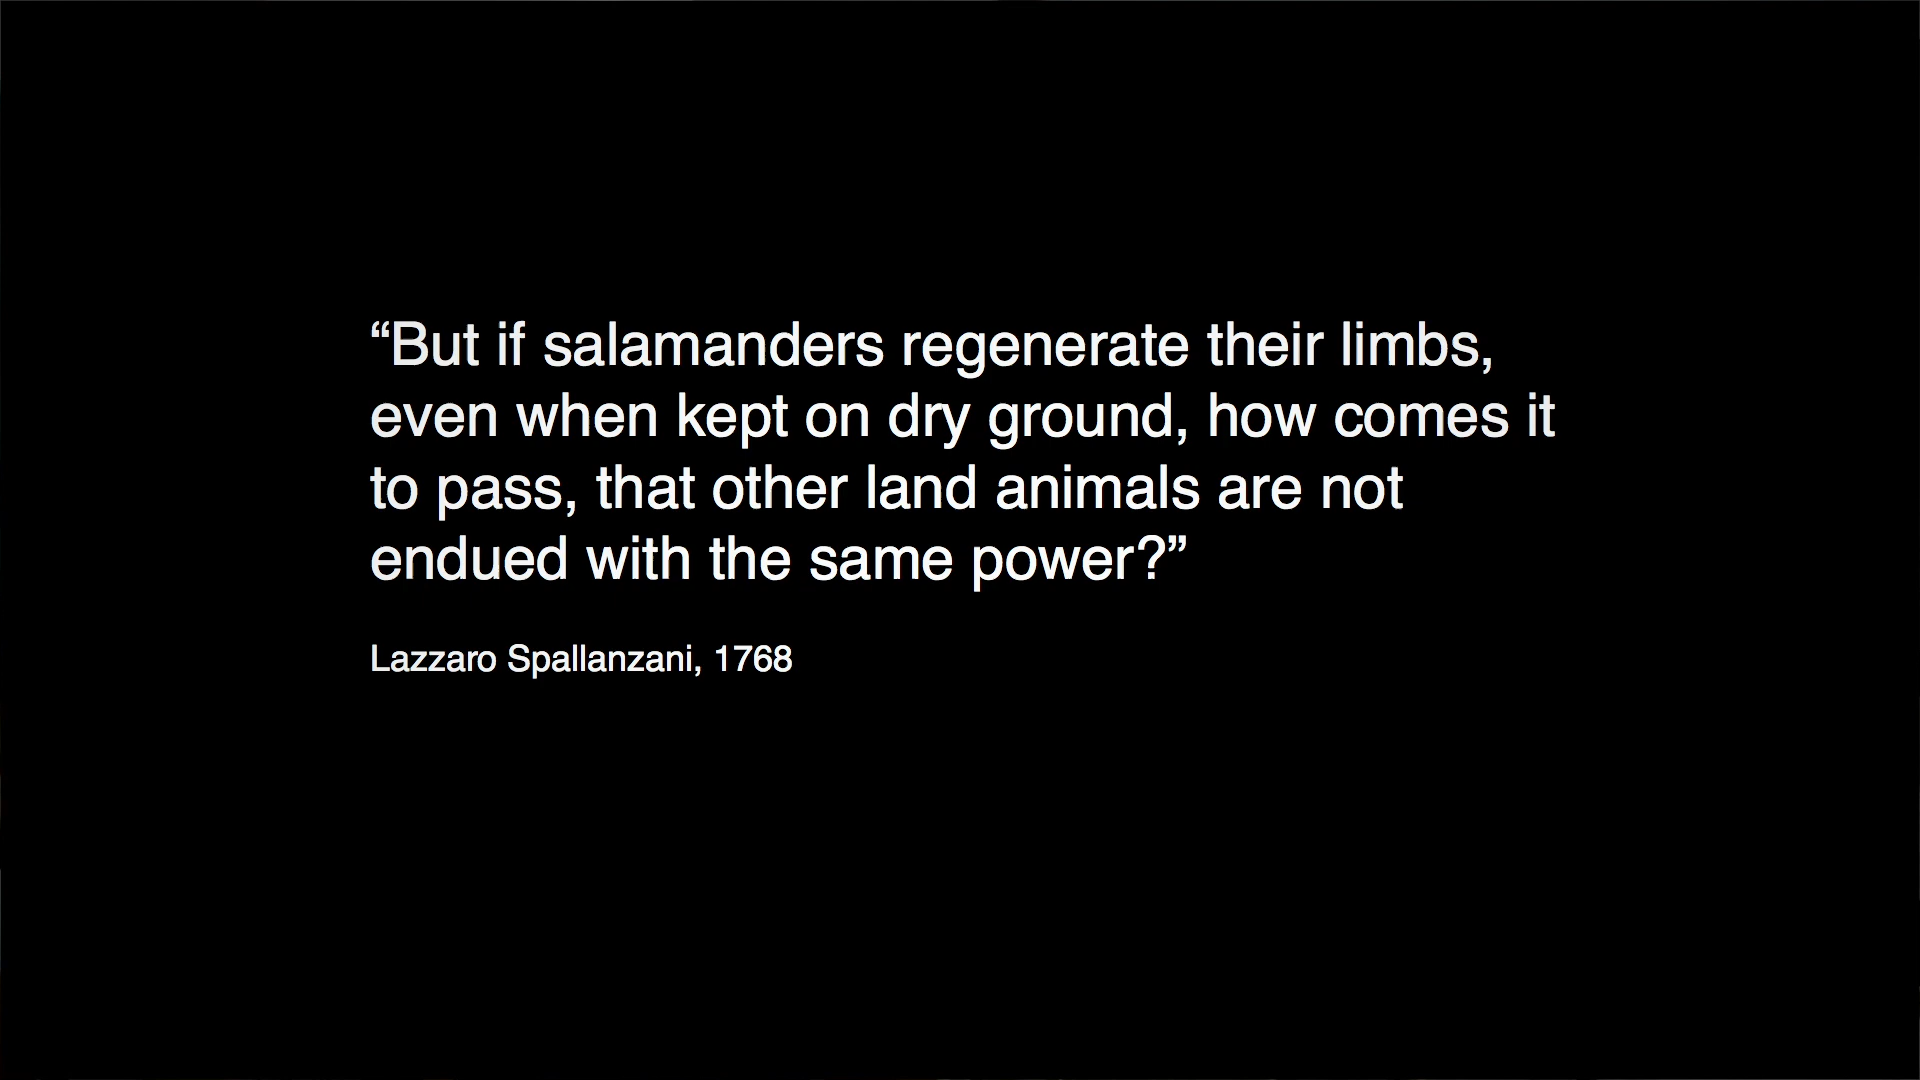 “But if salamanders regenerate their limbs,
even when kept on dry ground, how comes it
to pass, that other land animals are not
endued with the same power?”
Lazzaro Spallanzani, 1768